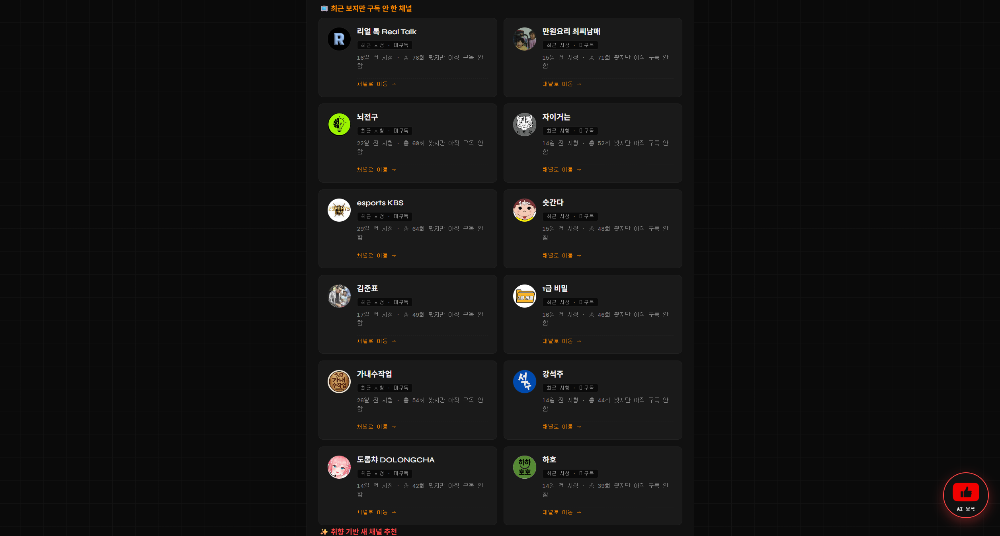 📺 최근 보지만 구독 안 한 채널
리얼 톡 Real Talk
최근 시청 · 미구독
16일 전 시청 · 총 78회 봤지만 아직 구독 안
함
채널로 이동 →
만원요리 최씨남매
최근 시청 · 미구독
15일 전 시청 · 총 71회 봤지만 아직 구독 안
함
채널로 이동 →
뇌전구
최근 시청 · 미구독
22일 전 시청 · 총 60회 봤지만 아직 구독 안
함
채널로 이동 →
자이거는
최근 시청 · 미구독
14일 전 시청 · 총 52회 봤지만 아직 구독 안
함
채널로 이동 →
esports KBS
최근 시청 · 미구독
29일 전 시청 · 총 64회 봤지만 아직 구독 안
함
채널로 이동 →
숏간다
최근 시청 · 미구독
15일 전 시청 · 총 48회 봤지만 아직 구독 안
함
채널로 이동 →
김준표
최근 시청 · 미구독
17일 전 시청 · 총 49회 봤지만 아직 구독 안
함
채널로 이동 →
1급 비밀
1급 비밀
최근 시청 · 미구독
16일 전 시청 · 총 46회 봤지만 아직 구독 안
함
채널로 이동 →
가내
수작업
가내수작업
최근 시청 · 미구독
26일 전 시청 · 총 54회 봤지만 아직 구독 안
함
채널로 이동 →
석주
강석주
최근 시청 · 미구독
14일 전 시청 · 총 44회 봤지만 아직 구독 안
함
채널로 이동 →
도롱챠 DOLONGCHA
최근 시청 · 미구독
14일 전 시청 · 총 42회 봤지만 아직 구독 안
함
채널로 이동 →
하하
호호
하호
최근 시청 · 미구독
14일 전 시청 · 총 39회 봤지만 아직 구독 안
함
채널로 이동 →
AI 분석
✨ 취향 기반 새 채널 추천